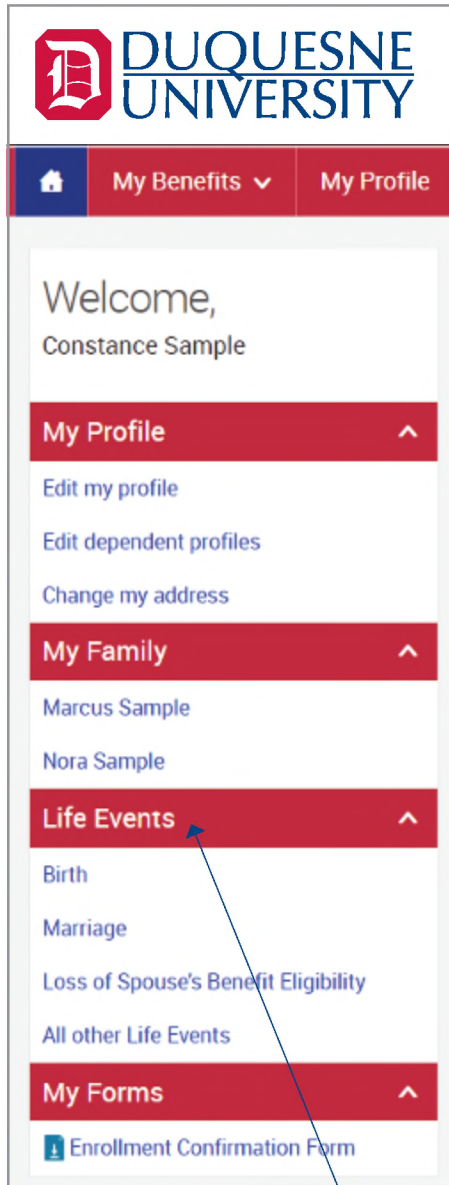 D DUQUESNE
UNIVERSITY
My Benefits My Profile
Welcome,
Constance Sample
My Profile
Edit my profile
Edit dependent profiles
Change my address
My Family
Marcus Sample
Nora Sample
Life Events
Birth
Marriage
Loss of Spouse's Benefit Eligibility
All other Life Events
My Forms
Enrollment Confirmation Form